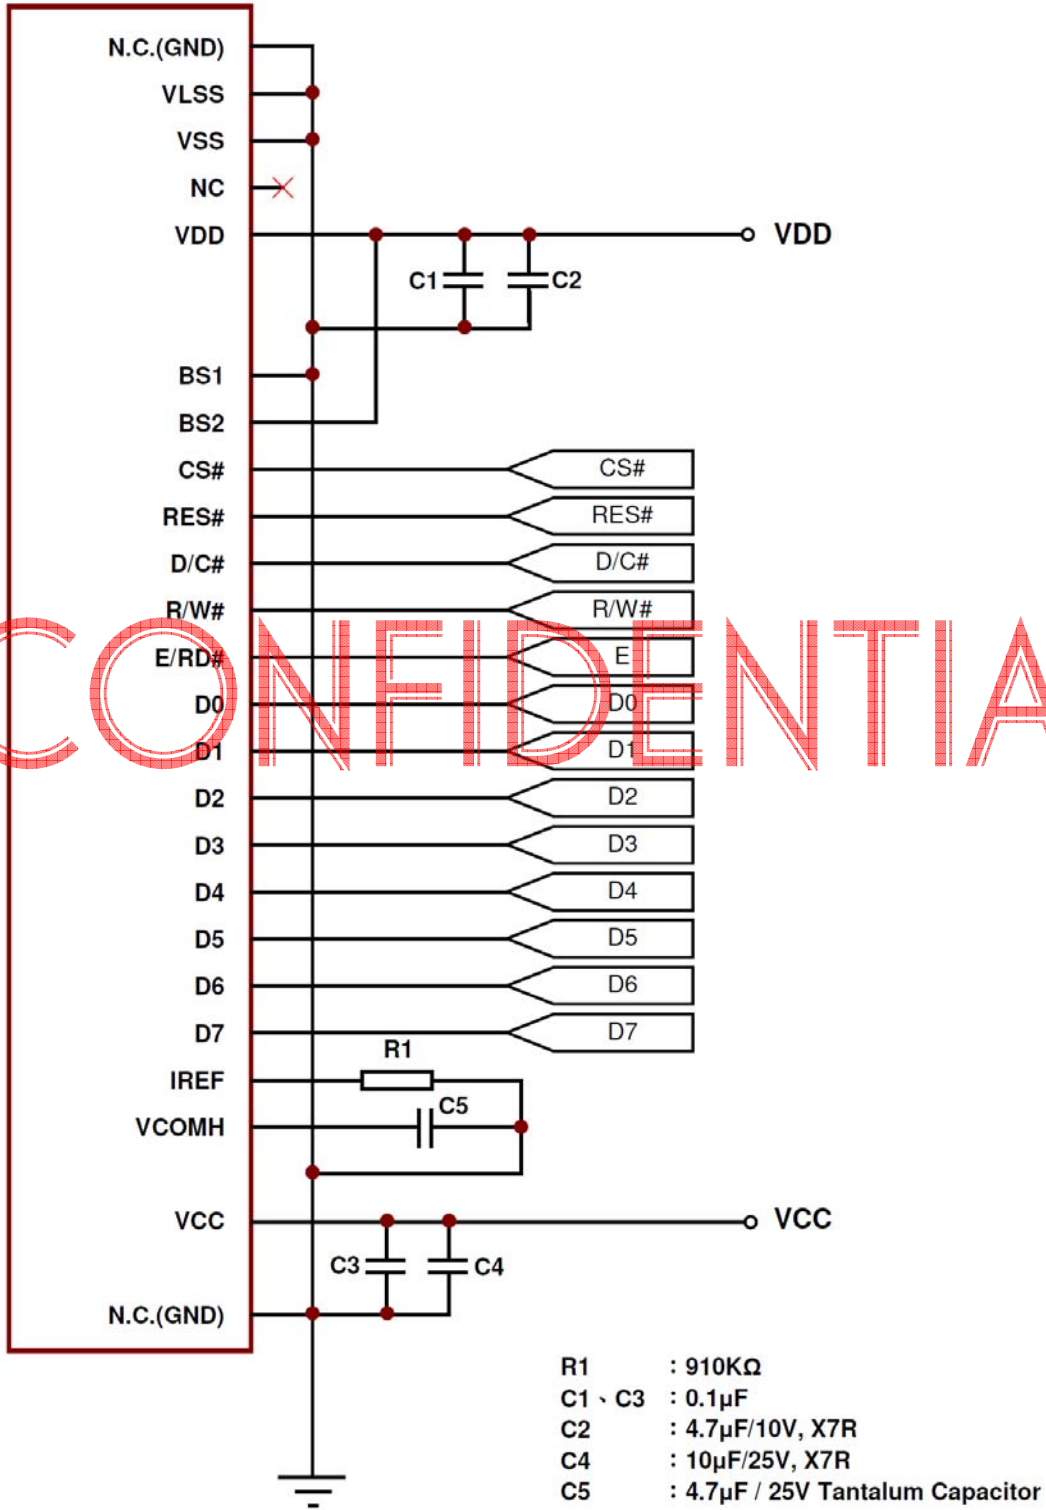 N.C.(GND)
VLSS
VSS
NC
VDD VDD
C1 C2
BS1
BS2
CS# CS#
RES# RES#
D/C# D/C#
R/W# R/W#
E/RD# E
CONFIDENTIA
D0 D0
D1 D1
D2 D2
D3 D3
D4 D4
D5 D5
D6 D6
D7 D7
R1
IREF
C5
VCOMH
VCC VCC
C3 C4
N.C.(GND)
R1 : 910KΩ
C1、C3 : 0.1μF
C2 : 4.7μF/10V, X7R
C4 : 10μF/25V, X7R
C5 : 4.7μF / 25V Tantalum Capacitor